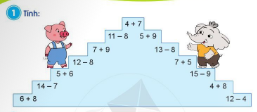 1 Tính:
4 + 7
11 – 8 5 + 9
7 + 9 13 – 8
12 – 8 7 + 5
5 + 6 15 – 9
14 – 7 4 + 8
6 + 8 12 – 4